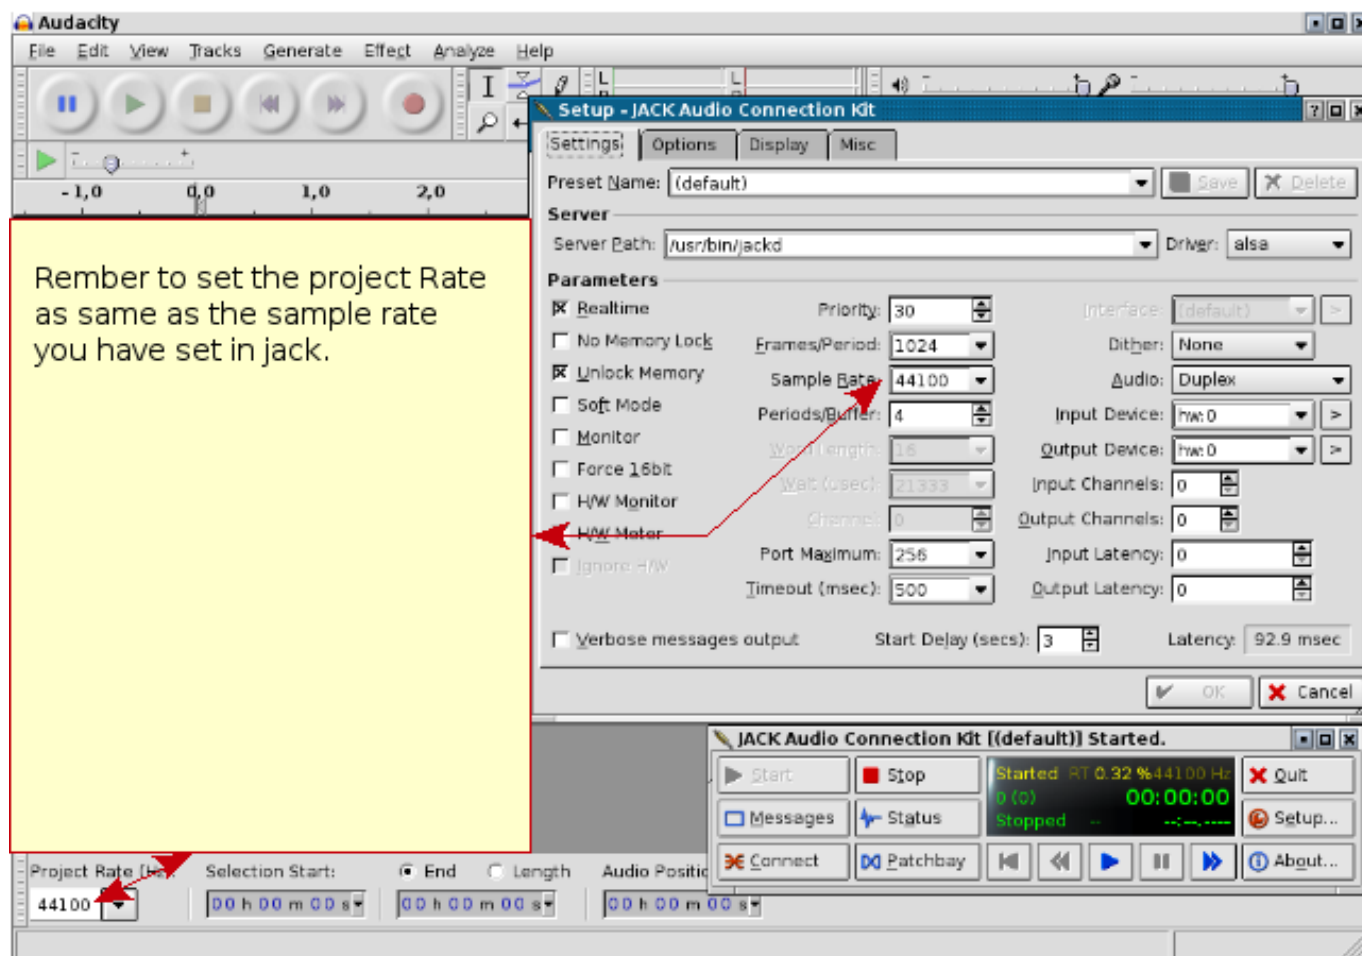 Audacity
File Edit View Tracks Generate Effect Analyze Help
L L
Setup - JACK Audio Connection Kit
Settings Options Display Misc
-1,0 0,0 1,0 2,0
Preset Name: (default) Save Delete
Server
Server Path: /usr/bin/jackd Driver: alsa
Rember to set the project Rate
as same as the sample rate
you have set in jack.
Parameters
Realtime Priority: 30 Interface: (default) >
No Memory Lock Frames/Period: 1024 Dither: None
Unlock Memory Sample Rate: 44100 Audio: Duplex
Soft Mode Periods/Buffer: 4 Input Device: hw:0 >
Monitor Word Length: 16 Output Device: hw:0 >
Force 16bit Wait (usec): 21333 Input Channels: 0
H/W Monitor Channel: 0 Output Channels: 0
H/W Meter Port Maximum: 256 Input Latency: 0
Ignore H/W Timeout (msec): 500 Output Latency: 0
Verbose messages output Start Delay (secs): 3 Latency: 92.9 msec
OK Cancel
JACK Audio Connection Kit [(default)] Started.
Start Stop Started RT 0.32 % 44100 Hz Quit
0 (0) 00:00:00
Messages Status Stopped -- --:--.---- Setup...
Connect Patchbay About...
Project Rate [Hz]: Selection Start: End Length Audio Positio
44100 00 h 00 m 00 s 00 h 00 m 00 s 00 h 00 m 00 s